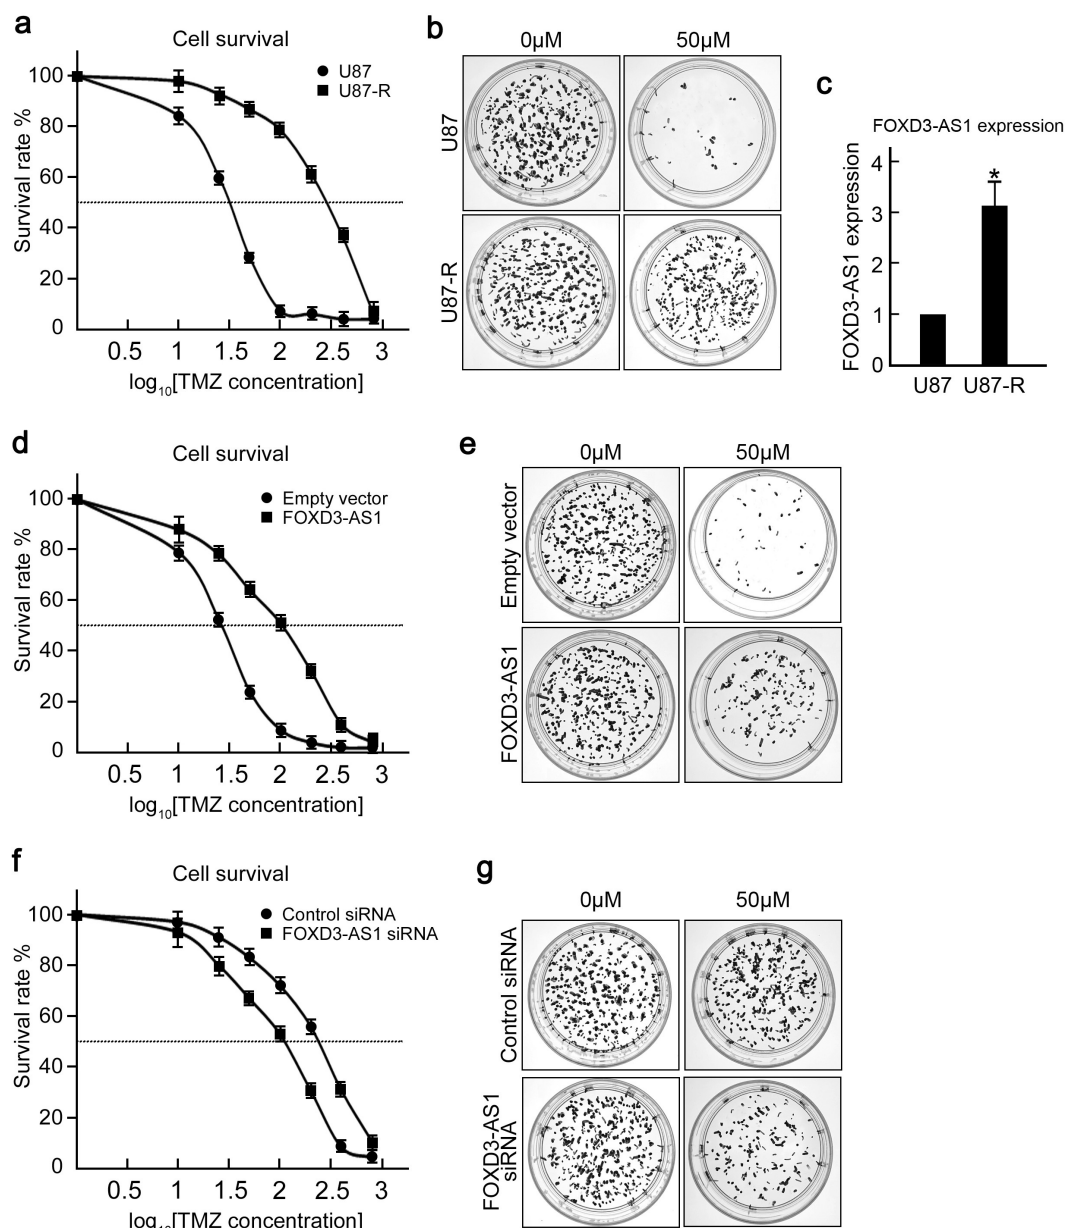 a
Cell survival
U87
U87-R
Survival rate %
100
80
60
40
20
0
0.5 1 1.5 2 2.5 3
log10[TMZ concentration]
b
0μM 50μM
U87
U87-R
c
FOXD3-AS1 expression
FOXD3-AS1 expression
4
3
2
1
0
*
U87 U87-R
d
Cell survival
Empty vector
FOXD3-AS1
Survival rate %
100
80
60
40
20
0
0.5 1 1.5 2 2.5 3
log10[TMZ concentration]
e
0μM 50μM
Empty vector
FOXD3-AS1
f
Cell survival
Control siRNA
FOXD3-AS1 siRNA
Survival rate %
100
80
60
40
20
0
0.5 1 1.5 2 2.5 3
log10[TMZ concentration]
g
0μM 50μM
Control siRNA
FOXD3-AS1
siRNA